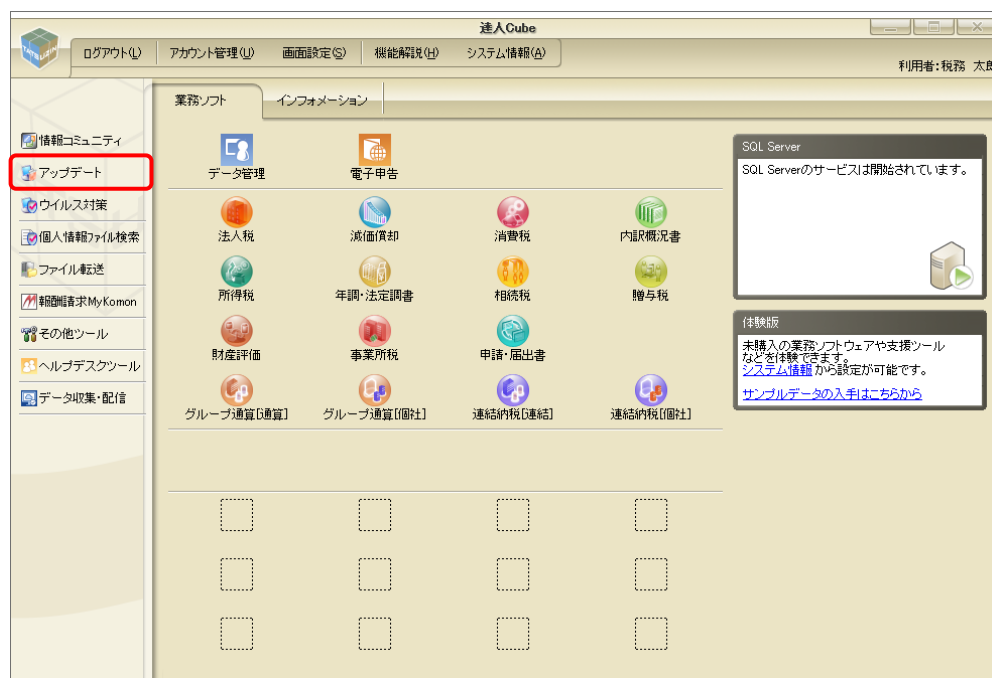 達人Cube
ログアウト(L) アカウント管理(U) 画面設定(S) 機能解説(H) システム情報(A)
利用者:税務 太郎
業務ソフト インフォメーション
情報コミュニティ
アップデート
ウイルス対策
個人情報ファイル検索
ファイル転送
報酬請求MyKomon
その他ツール
ヘルプデスクツール
データ収集・配信
データ管理 電子申告
法人税 減価償却 消費税 内訳概況書
所得税 年調・法定調書 相続税 贈与税
財産評価 事業所税 申請・届出書
グループ通算[通算] グループ通算[個社] 連結納税[連結] 連結納税[個社]
SQL Server
SQL Serverのサービスは開始されています。
体験版
未購入の業務ソフトウェアや支援ツール
などを体験できます。
システム情報から設定が可能です。
サンプルデータの入手はこちらから